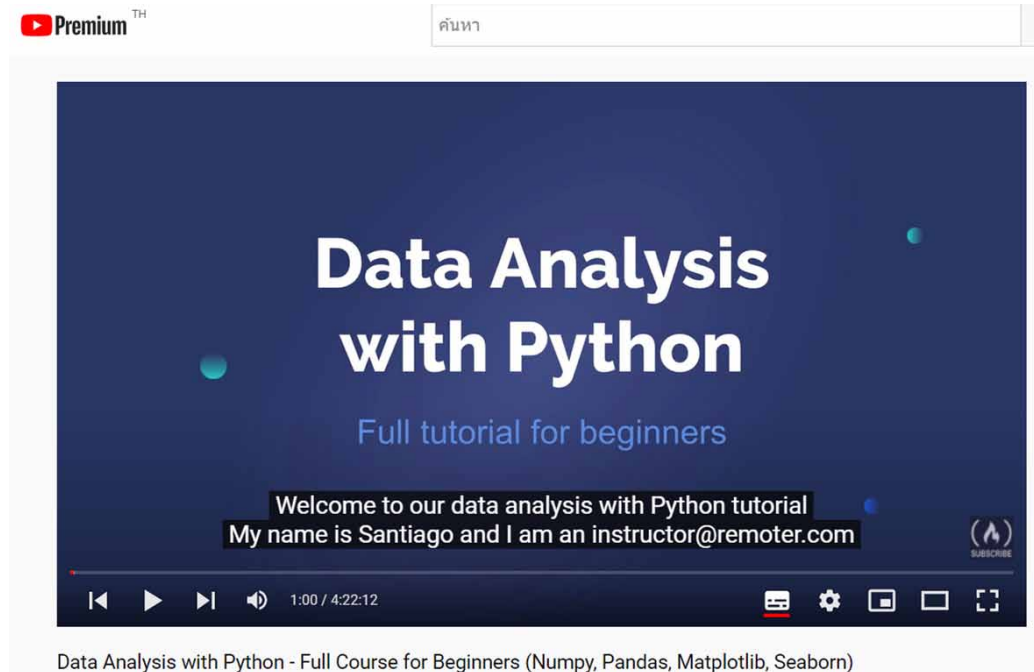 Premium TH
ค้นหา
Data Analysis
with Python
Full tutorial for beginners
Welcome to our data analysis with Python tutorial
My name is Santiago and I am an instructor@remoter.com
SUBSCRIBE
1:00 / 4:22:12
Data Analysis with Python - Full Course for Beginners (Numpy, Pandas, Matplotlib, Seaborn)